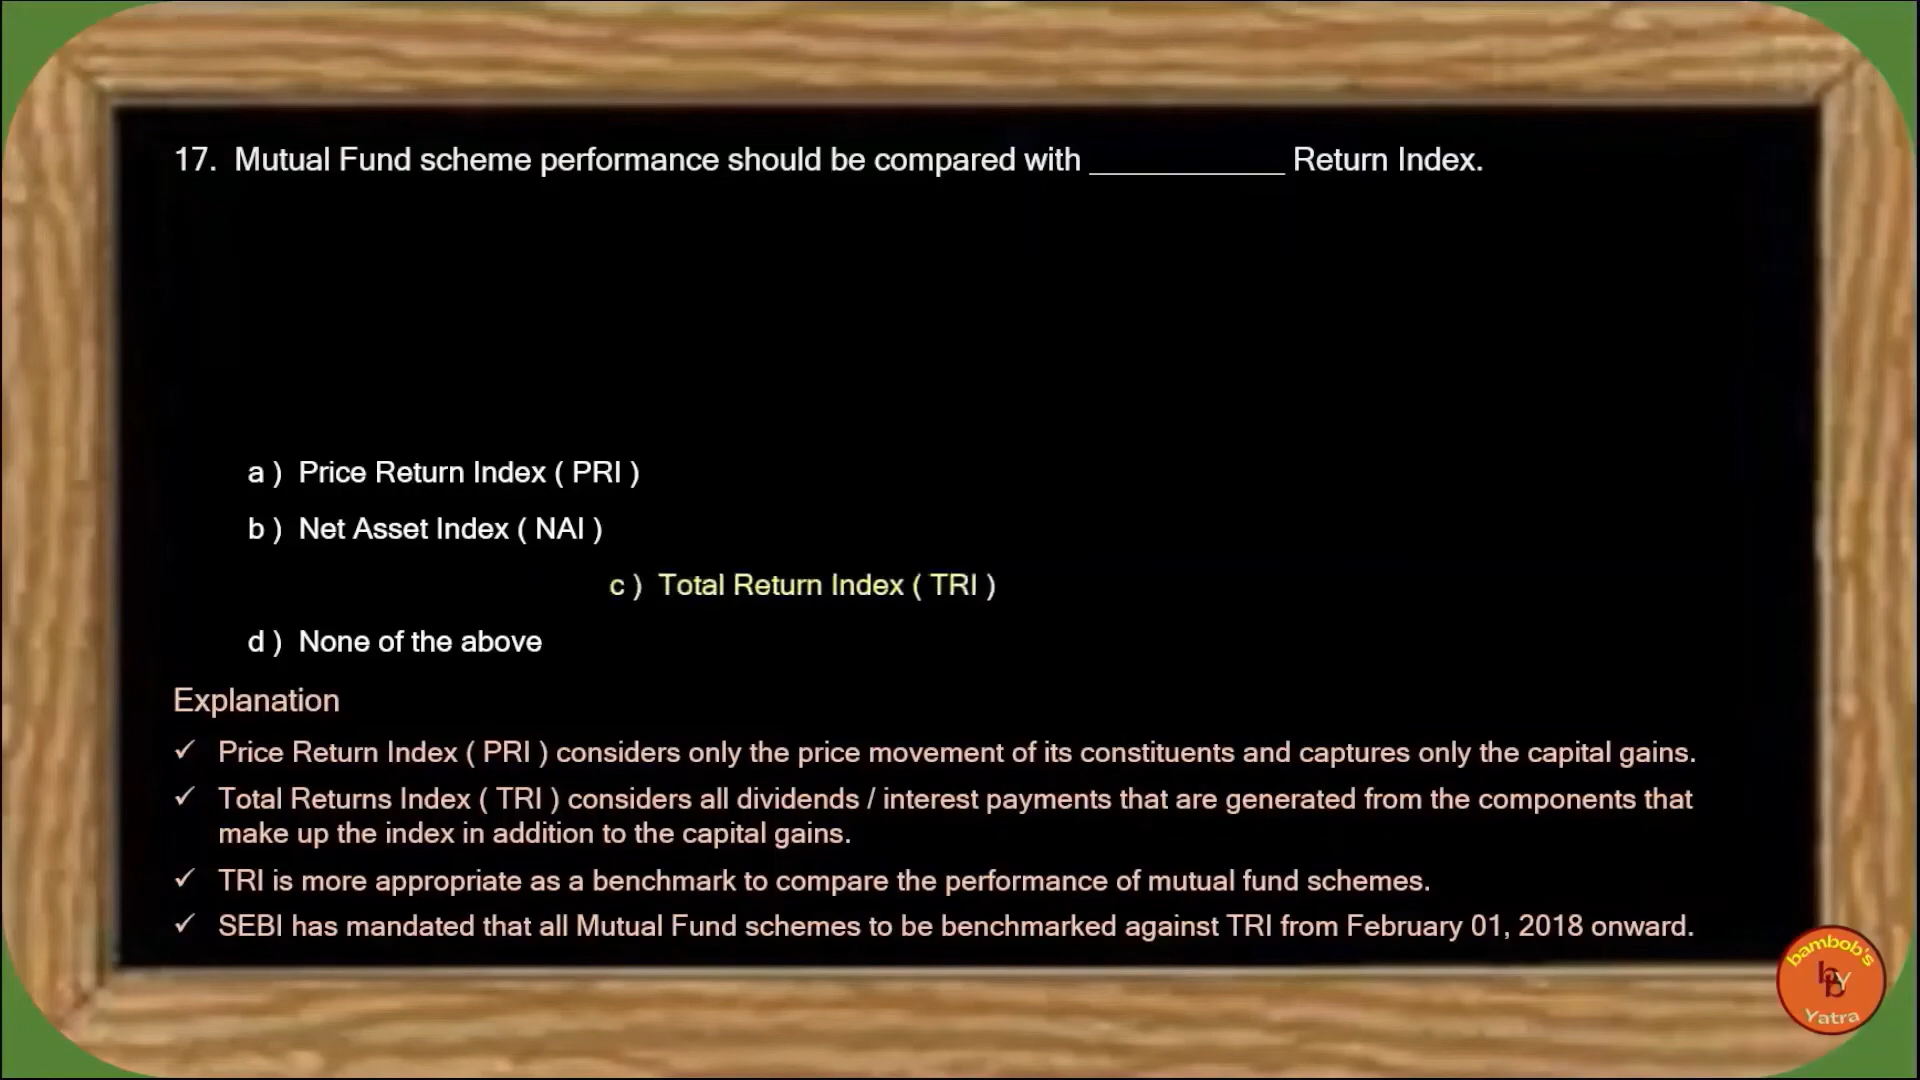 17. Mutual Fund scheme performance should be compared with ____________ Return Index.
a ) Price Return Index ( PRI )
b ) Net Asset Index ( NAI )
c ) Total Return Index ( TRI )
d ) None of the above
Explanation
✓ Price Return Index ( PRI ) considers only the price movement of its constituents and captures only the capital gains.
✓ Total Returns Index ( TRI ) considers all dividends / interest payments that are generated from the components that
make up the index in addition to the capital gains.
✓ TRI is more appropriate as a benchmark to compare the performance of mutual fund schemes.
✓ SEBI has mandated that all Mutual Fund schemes to be benchmarked against TRI from February 01, 2018 onward.
bambob's
bY
Yatra